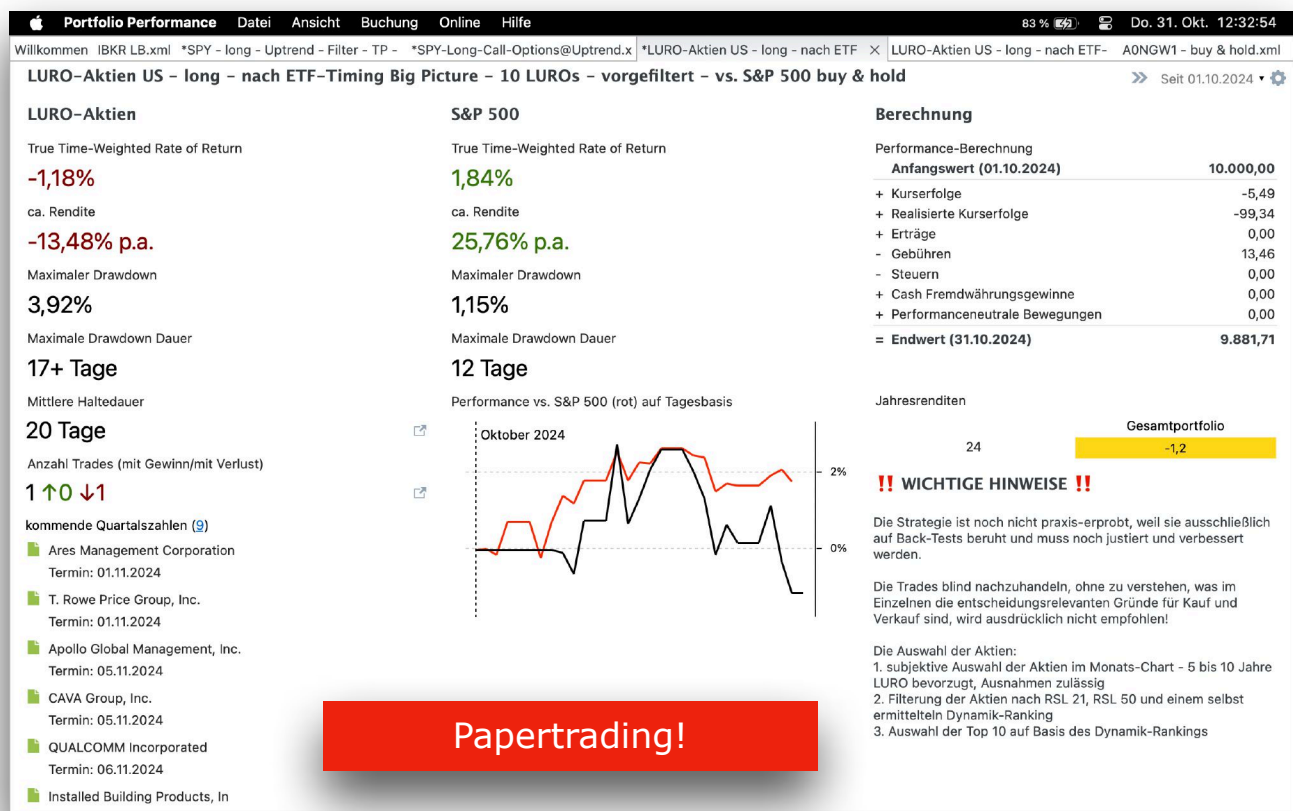 Portfolio Performance Datei Ansicht Buchung Online Hilfe 83 % Do. 31. Okt. 12:32:54
Willkommen IBKR LB.xml *SPY - long - Uptrend - Filter - TP - *SPY-Long-Call-Options@Uptrend.x *LURO-Aktien US - long - nach ETF × LURO-Aktien US - long - nach ETF- A0NGW1 - buy & hold.xml
LURO-Aktien US - long - nach ETF-Timing Big Picture - 10 LUROs - vorgefiltert - vs. S&P 500 buy & hold
Seit 01.10.2024
LURO-Aktien
True Time-Weighted Rate of Return
-1,18%
ca. Rendite
-13,48% p.a.
Maximaler Drawdown
3,92%
Maximale Drawdown Dauer
17+ Tage
Mittlere Haltedauer
20 Tage
Anzahl Trades (mit Gewinn/mit Verlust)
1 ↑0 ↓1
kommende Quartalszahlen (9)
Ares Management Corporation
Termin: 01.11.2024
T. Rowe Price Group, Inc.
Termin: 01.11.2024
Apollo Global Management, Inc.
Termin: 05.11.2024
CAVA Group, Inc.
Termin: 05.11.2024
QUALCOMM Incorporated
Termin: 06.11.2024
Installed Building Products, In
S&P 500
True Time-Weighted Rate of Return
1,84%
ca. Rendite
25,76% p.a.
Maximaler Drawdown
1,15%
Maximale Drawdown Dauer
12 Tage
Performance vs. S&P 500 (rot) auf Tagesbasis
Oktober 2024
2%
0%
Papertrading!
Berechnung
Performance-Berechnung
Anfangswert (01.10.2024) 10.000,00
+ Kurserfolge -5,49
+ Realisierte Kurserfolge -99,34
+ Erträge 0,00
- Gebühren 13,46
- Steuern 0,00
+ Cash Fremdwährungsgewinne 0,00
+ Performanceneutrale Bewegungen 0,00
= Endwert (31.10.2024) 9.881,71
Jahresrenditen
Gesamtportfolio
24 -1,2
‼ WICHTIGE HINWEISE ‼
Die Strategie ist noch nicht praxis-erprobt, weil sie ausschließlich
auf Back-Tests beruht und muss noch justiert und verbessert
werden.
Die Trades blind nachzuhandeln, ohne zu verstehen, was im
Einzelnen die entscheidungsrelevanten Gründe für Kauf und
Verkauf sind, wird ausdrücklich nicht empfohlen!
Die Auswahl der Aktien:
1. subjektive Auswahl der Aktien im Monats-Chart - 5 bis 10 Jahre
LURO bevorzugt, Ausnahmen zulässig
2. Filterung der Aktien nach RSL 21, RSL 50 und einem selbst
ermittelteln Dynamik-Ranking
3. Auswahl der Top 10 auf Basis des Dynamik-Rankings